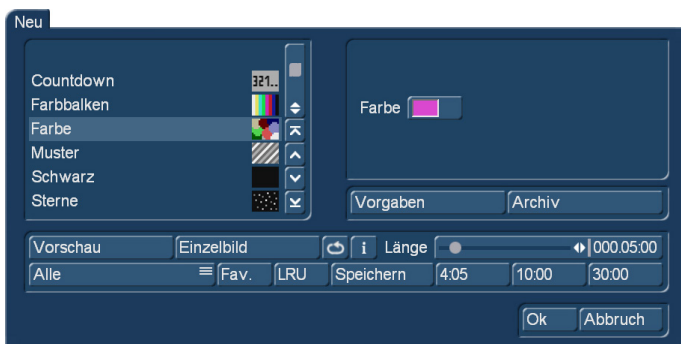 Neu
Countdown 321..
Farbbalken
Farbe
Muster
Schwarz
Sterne
Farbe
Vorgaben Archiv
Vorschau Einzelbild i Länge 000.05:00
Alle Fav. LRU Speichern 4:05 10:00 30:00
Ok Abbruch